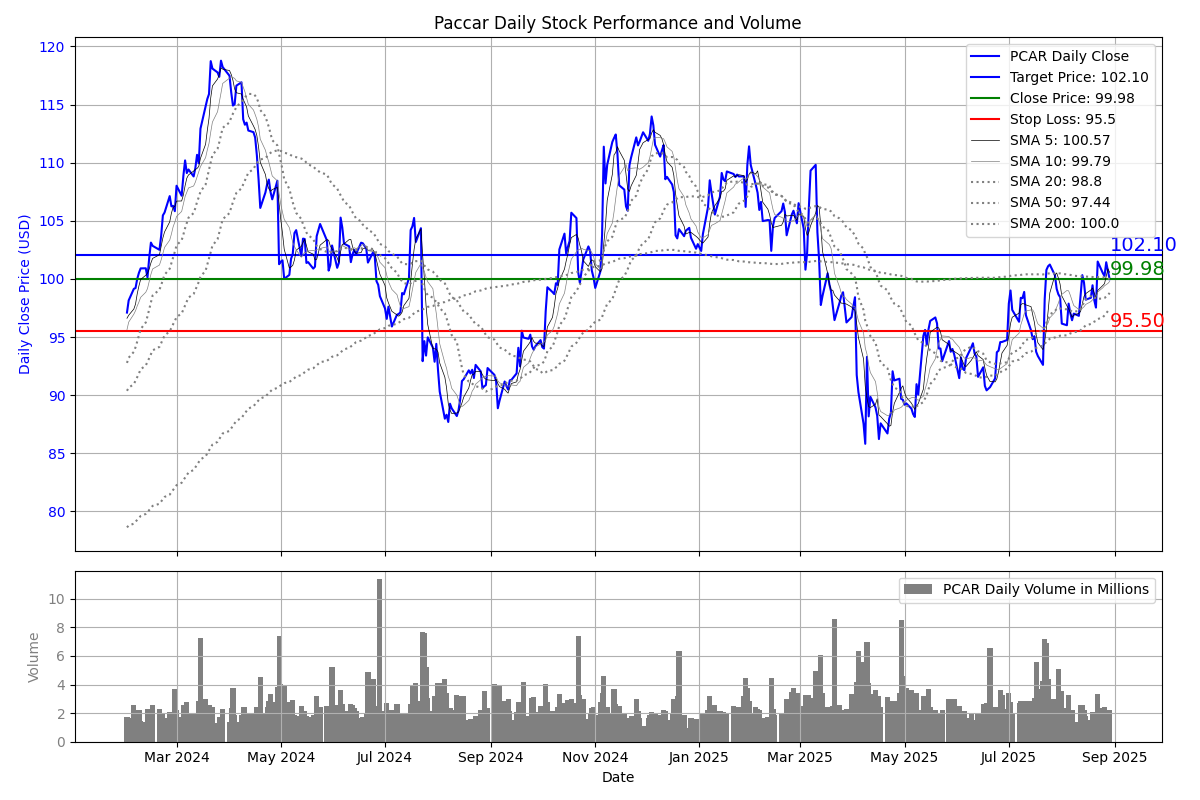 Paccar Daily Stock Performance and Volume
Daily Close Price (USD)
120
115
110
105
100
95
90
85
80
PCAR Daily Close
Target Price: 102.10
Close Price: 99.98
Stop Loss: 95.5
SMA 5: 100.57
SMA 10: 99.79
SMA 20: 98.8
SMA 50: 97.44
SMA 200: 100.0
102.10
99.98
95.50
Volume
10
8
6
4
2
0
PCAR Daily Volume in Millions
Mar 2024 May 2024 Jul 2024 Sep 2024 Nov 2024 Jan 2025 Mar 2025 May 2025 Jul 2025 Sep 2025
Date